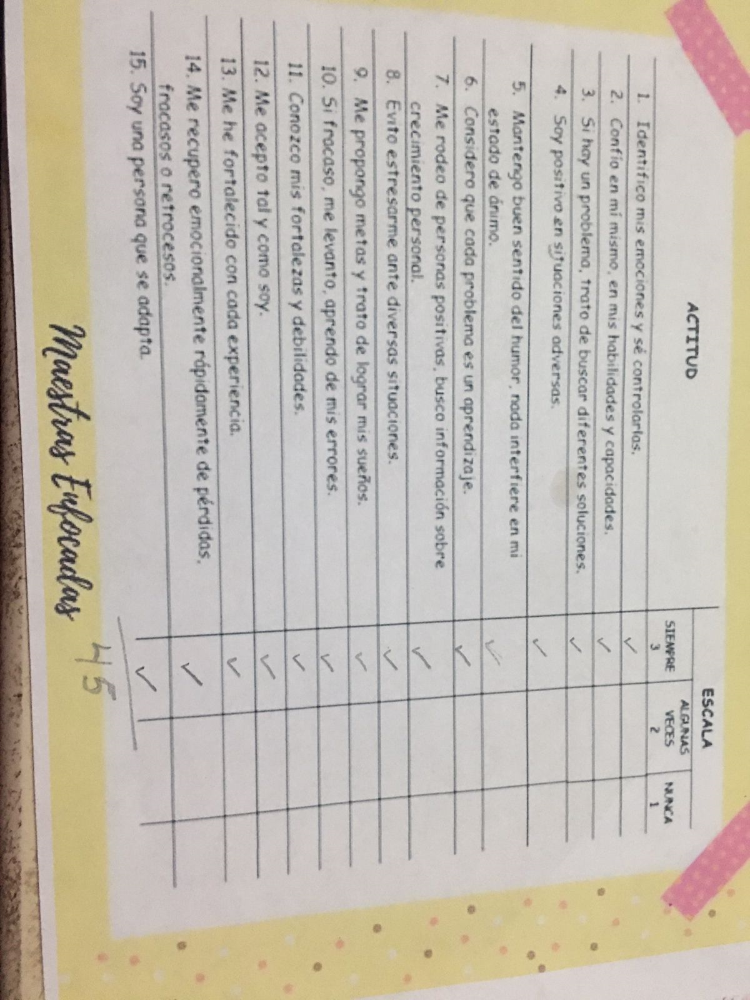 ACTITUD
ESCALA
SIEMPRE
3
ALGUNAS
VECES
2
NUNCA
1
1. Identifico mis emociones y sé controlarlas. ✓
2. Confío en mí mismo, en mis habilidades y capacidades. ✓
3. Si hay un problema, trato de buscar diferentes soluciones. ✓
4. Soy positivo en situaciones adversas. ✓
5. Mantengo buen sentido del humor, nada interfiere en mi
estado de ánimo. ✓
6. Considero que cada problema es un aprendizaje. ✓
7. Me rodeo de personas positivas, busco información sobre
crecimiento personal. ✓
8. Evito estresarme ante diversas situaciones. ✓
9. Me propongo metas y trato de lograr mis sueños. ✓
10. Si fracaso, me levanto, aprendo de mis errores. ✓
11. Conozco mis fortalezas y debilidades. ✓
12. Me acepto tal y como soy. ✓
13. Me he fortalecido con cada experiencia. ✓
14. Me recupero emocionalmente rápidamente de pérdidas,
fracasos o retrocesos. ✓
15. Soy una persona que se adapta. ✓
45
Maestras Enfocadas